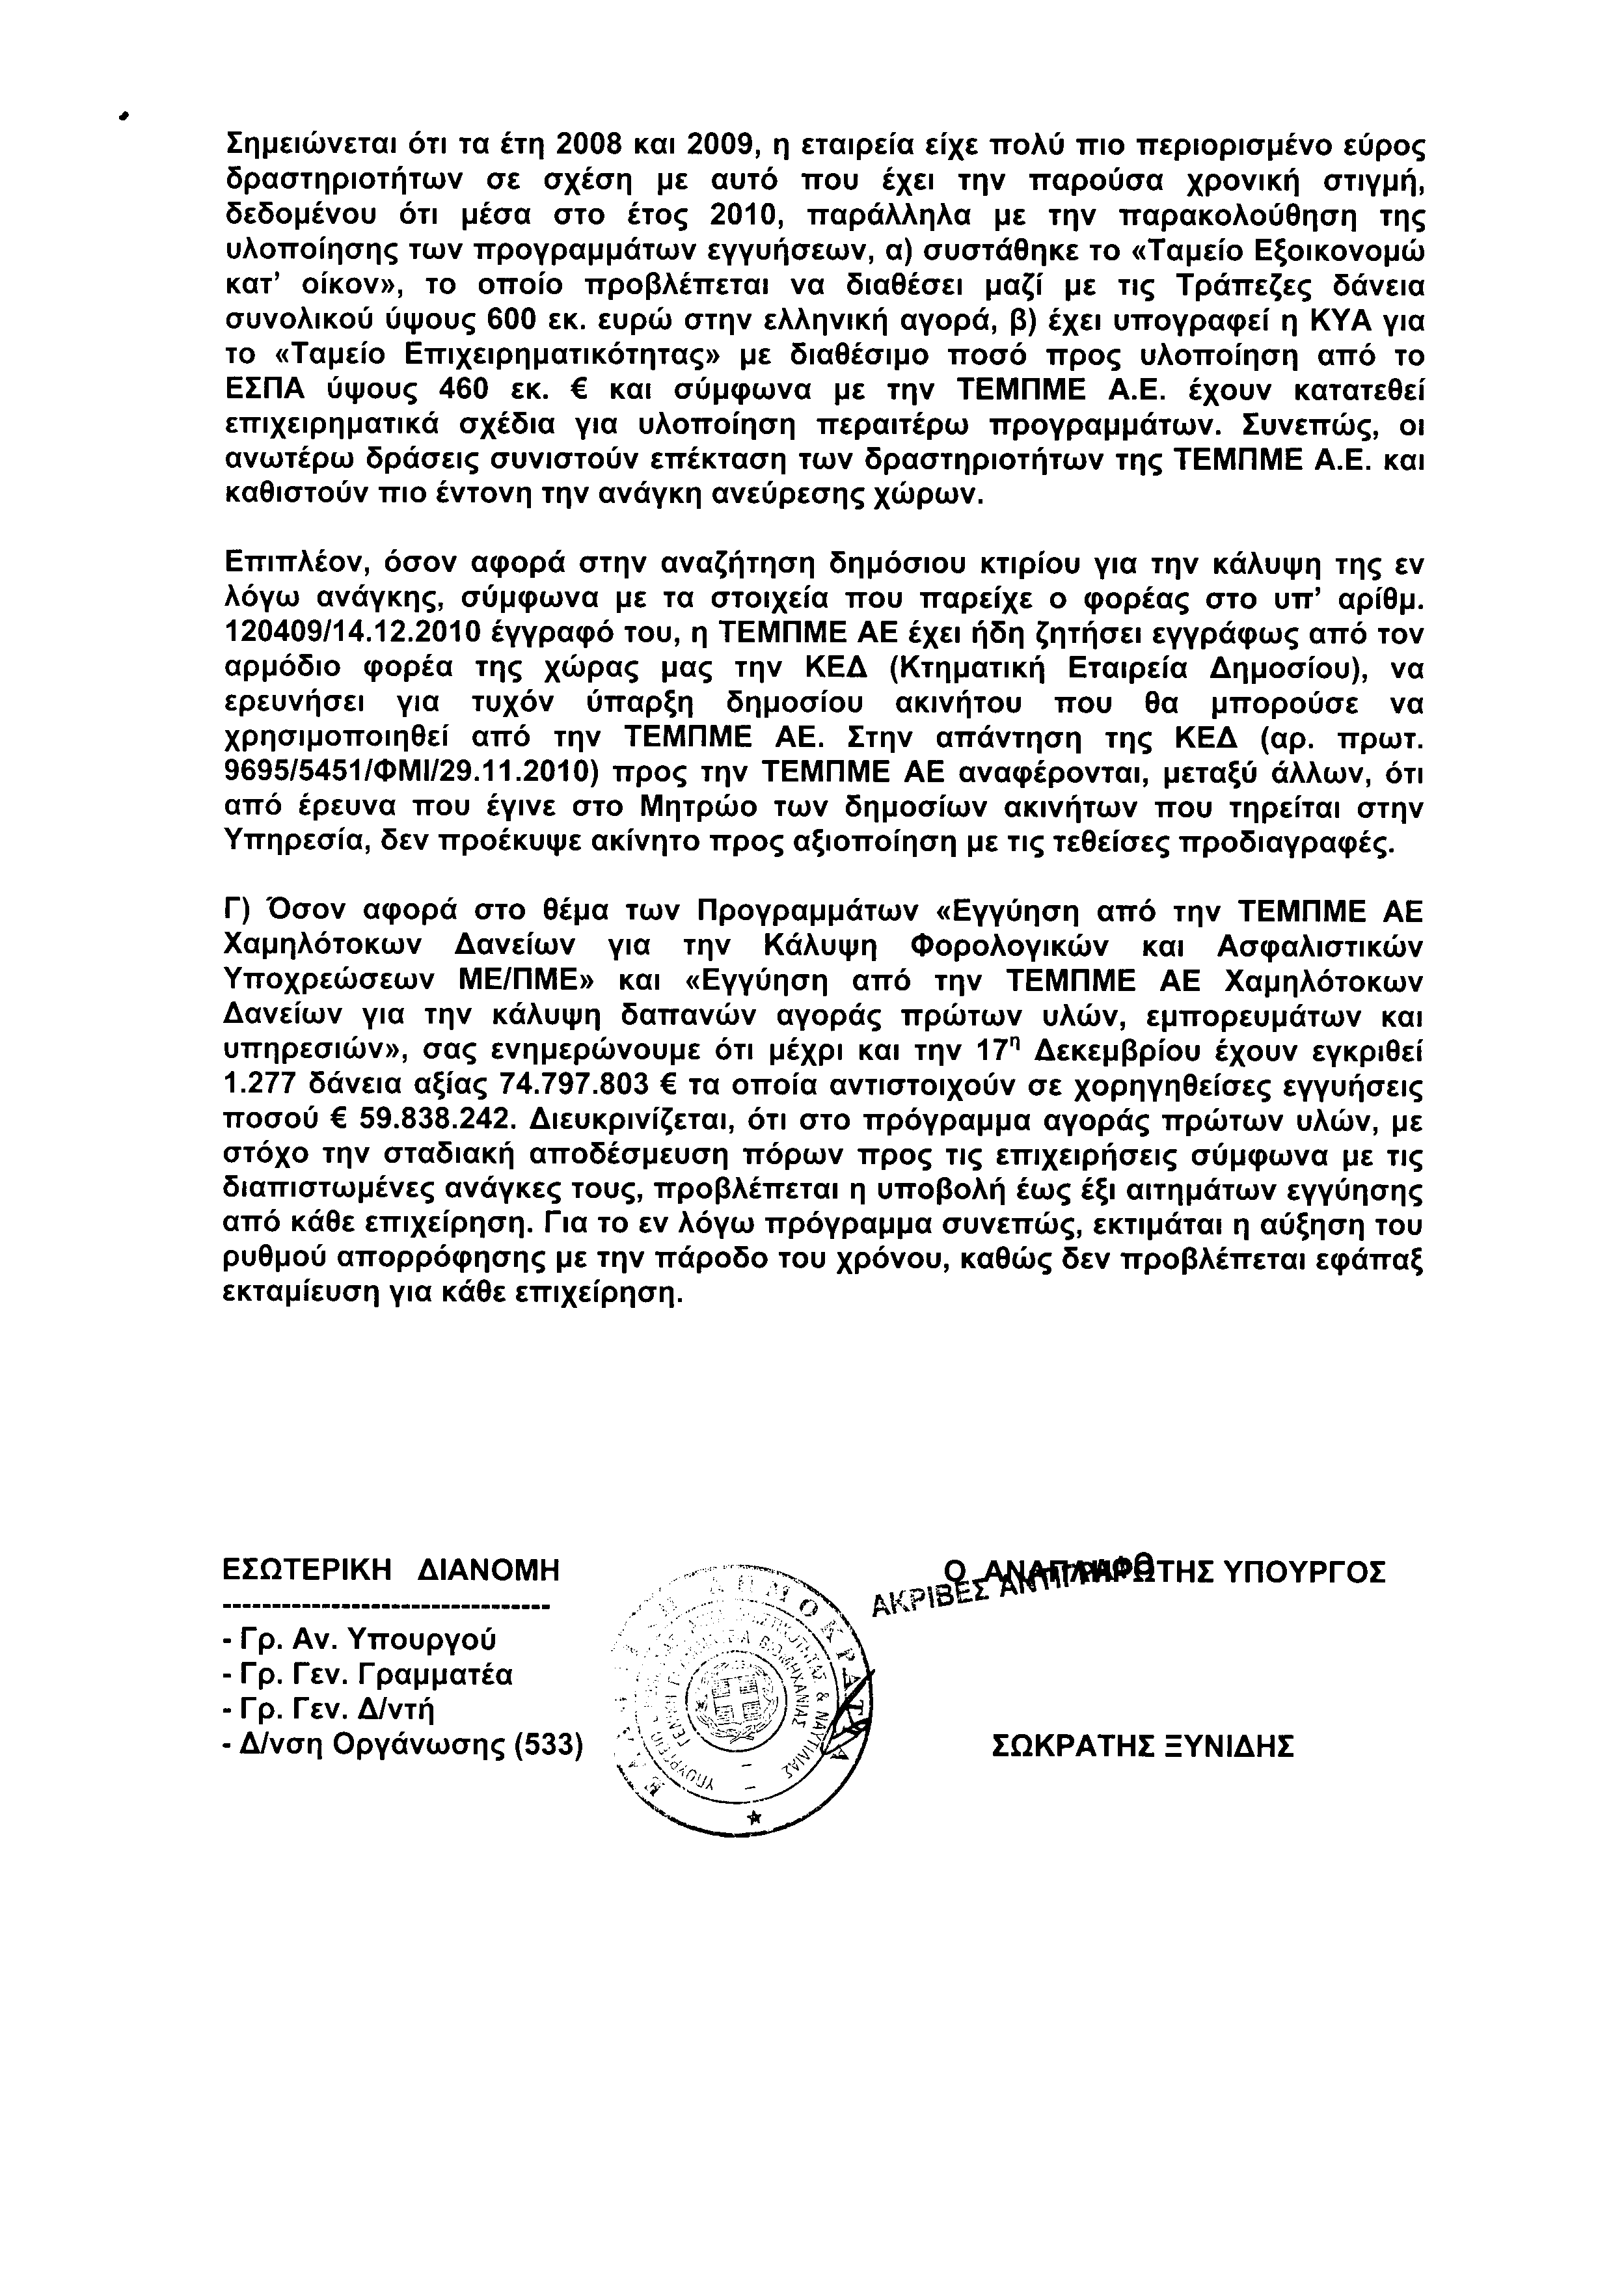 Σημειώνεται ότι τα έτη 2008 και 2009, η εταιρεία είχε πολύ πιο περιορισμένο εύρος
δραστηριοτήτων σε σχέση με αυτό που έχει την παρούσα χρονική στιγμή,
δεδομένου ότι μέσα στο έτος 2010, παράλληλα με την παρακολούθηση της
υλοποίησης των προγραμμάτων εγγυήσεων, α) συστάθηκε το «Ταμείο Εξοικονομώ
κατ’ οίκον», το οποίο προβλέπεται να διαθέσει μαζί με τις Τράπεζες δάνεια
συνολικού ύψους 600 εκ. ευρώ στην ελληνική αγορά, β) έχει υπογραφεί η ΚΥΑ για
το «Ταμείο Επιχειρηματικότητας» με διαθέσιμο ποσό προς υλοποίηση από το
ΕΣΠΑ ύψους 460 εκ. € και σύμφωνα με την ΤΕΜΠΜΕ Α.Ε. έχουν κατατεθεί
επιχειρηματικά σχέδια για υλοποίηση περαιτέρω προγραμμάτων. Συνεπώς, οι
ανωτέρω δράσεις συνιστούν επέκταση των δραστηριοτήτων της ΤΕΜΠΜΕ Α.Ε. και
καθιστούν πιο έντονη την ανάγκη ανεύρεσης χώρων.
Επιπλέον, όσον αφορά στην αναζήτηση δημόσιου κτιρίου για την κάλυψη της εν
λόγω ανάγκης, σύμφωνα με τα στοιχεία που παρείχε ο φορέας στο υπ’ αρίθμ.
120409/14.12.2010 έγγραφό του, η ΤΕΜΠΜΕ ΑΕ έχει ήδη ζητήσει εγγράφως από τον
αρμόδιο φορέα της χώρας μας την ΚΕΔ (Κτηματική Εταιρεία Δημοσίου), να
ερευνήσει για τυχόν ύπαρξη δημοσίου ακινήτου που θα μπορούσε να
χρησιμοποιηθεί από την ΤΕΜΠΜΕ ΑΕ. Στην απάντηση της ΚΕΔ (αρ. πρωτ.
9695/5451/ΦΜΙ/29.11.2010) προς την ΤΕΜΠΜΕ ΑΕ αναφέρονται, μεταξύ άλλων, ότι
από έρευνα που έγινε στο Μητρώο των δημοσίων ακινήτων που τηρείται στην
Υπηρεσία, δεν προέκυψε ακίνητο προς αξιοποίηση με τις τεθείσες προδιαγραφές.
Γ) Όσον αφορά στο θέμα των Προγραμμάτων «Εγγύηση από την ΤΕΜΠΜΕ ΑΕ
Χαμηλότοκων Δανείων για την Κάλυψη Φορολογικών και Ασφαλιστικών
Υποχρεώσεων ΜΕ/ΠΜΕ» και «Εγγύηση από την ΤΕΜΠΜΕ ΑΕ Χαμηλότοκων
Δανείων για την κάλυψη δαπανών αγοράς πρώτων υλών, εμπορευμάτων και
υπηρεσιών», σας ενημερώνουμε ότι μέχρι και την 17η Δεκεμβρίου έχουν εγκριθεί
1.277 δάνεια αξίας 74.797.803 € τα οποία αντιστοιχούν σε χορηγηθείσες εγγυήσεις
ποσού € 59.838.242. Διευκρινίζεται, ότι στο πρόγραμμα αγοράς πρώτων υλών, με
στόχο την σταδιακή αποδέσμευση πόρων προς τις επιχειρήσεις σύμφωνα με τις
διαπιστωμένες ανάγκες τους, προβλέπεται η υποβολή έως έξι αιτημάτων εγγύησης
από κάθε επιχείρηση. Για το εν λόγω πρόγραμμα συνεπώς, εκτιμάται η αύξηση του
ρυθμού απορρόφησης με την πάροδο του χρόνου, καθώς δεν προβλέπεται εφάπαξ
εκταμίευση για κάθε επιχείρηση.
ΕΣΩΤΕΡΙΚΗ ΔΙΑΝΟΜΗ
---------------------------------
- Γρ. Αν. Υπουργού
- Γρ. Γεν. Γραμματέα
- Γρ. Γεν. Δ/ντή
- Δ/νση Οργάνωσης (533)
Ο ΑΝΑΠΛΗΡΩΤΗΣ ΥΠΟΥΡΓΟΣ
ΑΚΡΙΒΕΣ ΑΝΤΙΓΡΑΦΟ
ΣΩΚΡΑΤΗΣ ΞΥΝΙΔΗΣ